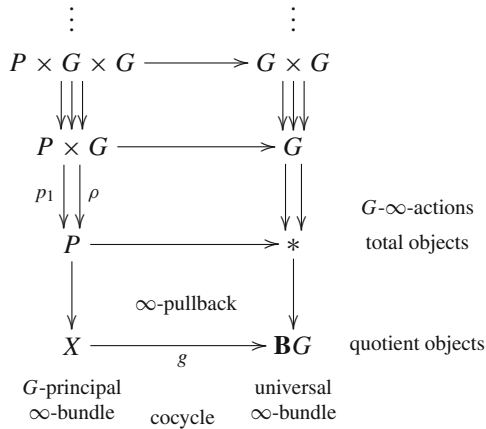 ⋮ ⋮
P × G × G G × G
P × G G
p₁ ρ
G-∞-actions
P * total objects
∞-pullback
X g BG quotient objects
G-principal universal
∞-bundle cocycle ∞-bundle